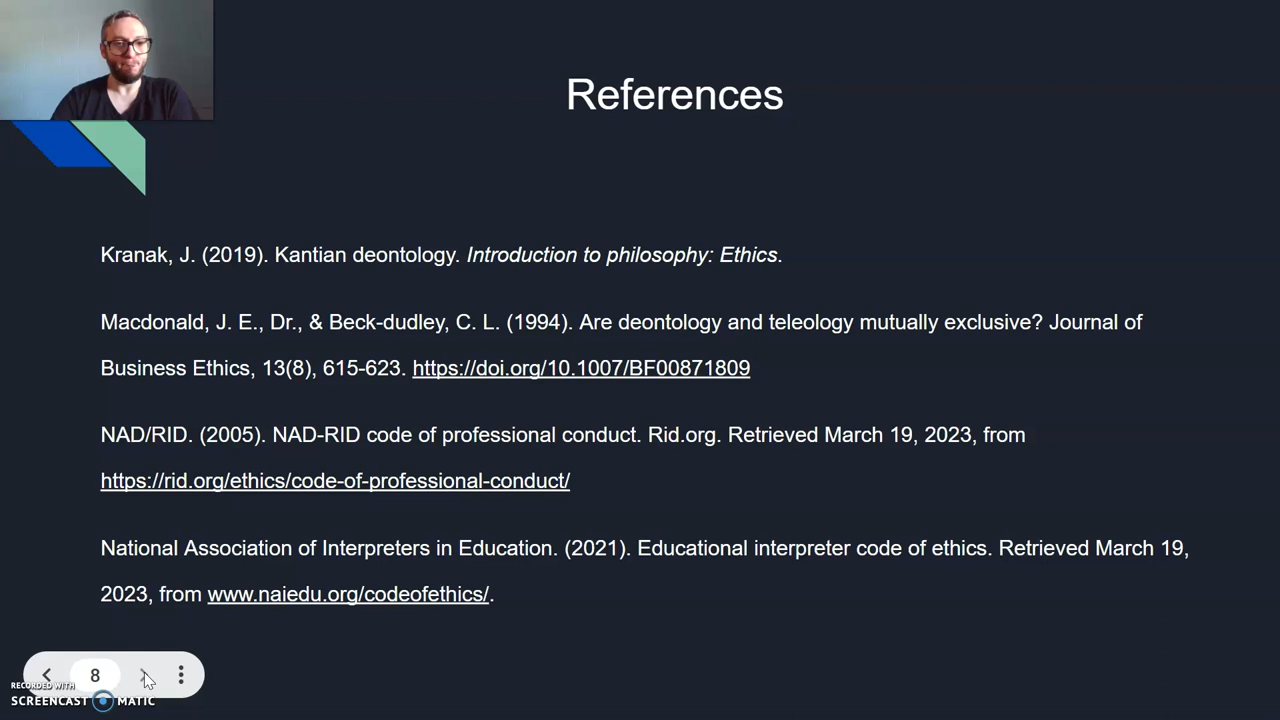 References
Kranak, J. (2019). Kantian deontology. Introduction to philosophy: Ethics.
Macdonald, J. E., Dr., & Beck-dudley, C. L. (1994). Are deontology and teleology mutually exclusive? Journal of
Business Ethics, 13(8), 615-623. https://doi.org/10.1007/BF00871809
NAD/RID. (2005). NAD-RID code of professional conduct. Rid.org. Retrieved March 19, 2023, from
https://rid.org/ethics/code-of-professional-conduct/
National Association of Interpreters in Education. (2021). Educational interpreter code of ethics. Retrieved March 19,
2023, from www.naiedu.org/codeofethics/.
8
RECORDED WITH
SCREENCAST MATIC